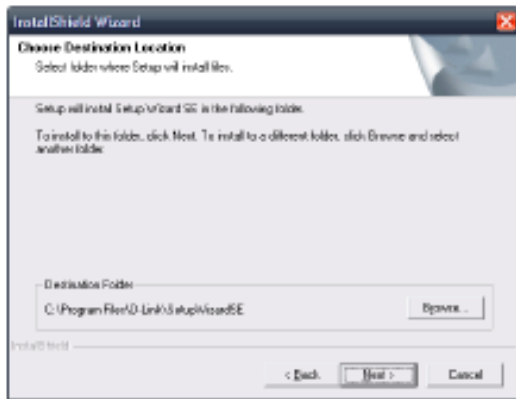 InstallShield Wizard
Choose Destination Location
Select folder where Setup will install files.
Setup will install SetupWizard SE in the following folder.
To install to this folder, click Next. To install to a different folder, click Browse and select
another folder.
Destination Folder
C:\Program Files\D-Link\SetupWizardSE
Browse...
InstallShield
< Back
Next >
Cancel